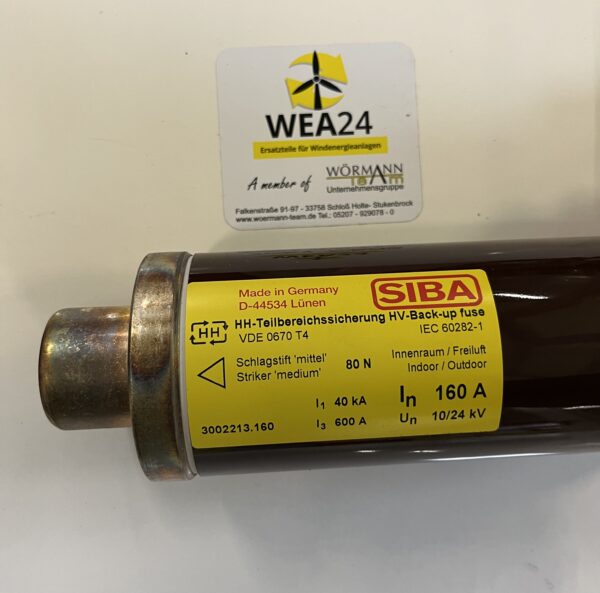 WEA24
Ersatzteile für Windenergieanlagen
A member of WÖRMANN
TEAM
Unternehmensgruppe
Falkenstraße 91-97 - 33758 Schloß Holte- Stukenbrock
www.woermann-team.de Tel.: 05207 - 929078 - 0
Made in Germany
D-44534 Lünen
SIBA
HH HH-Teilbereichssicherung HV-Back-up fuse
VDE 0670 T4 IEC 60282-1
Schlagstift 'mittel' 80 N Innenraum / Freiluft
Striker 'medium' Indoor / Outdoor
I1 40 kA In 160 A
3002213.160 I3 600 A Un 10/24 kV